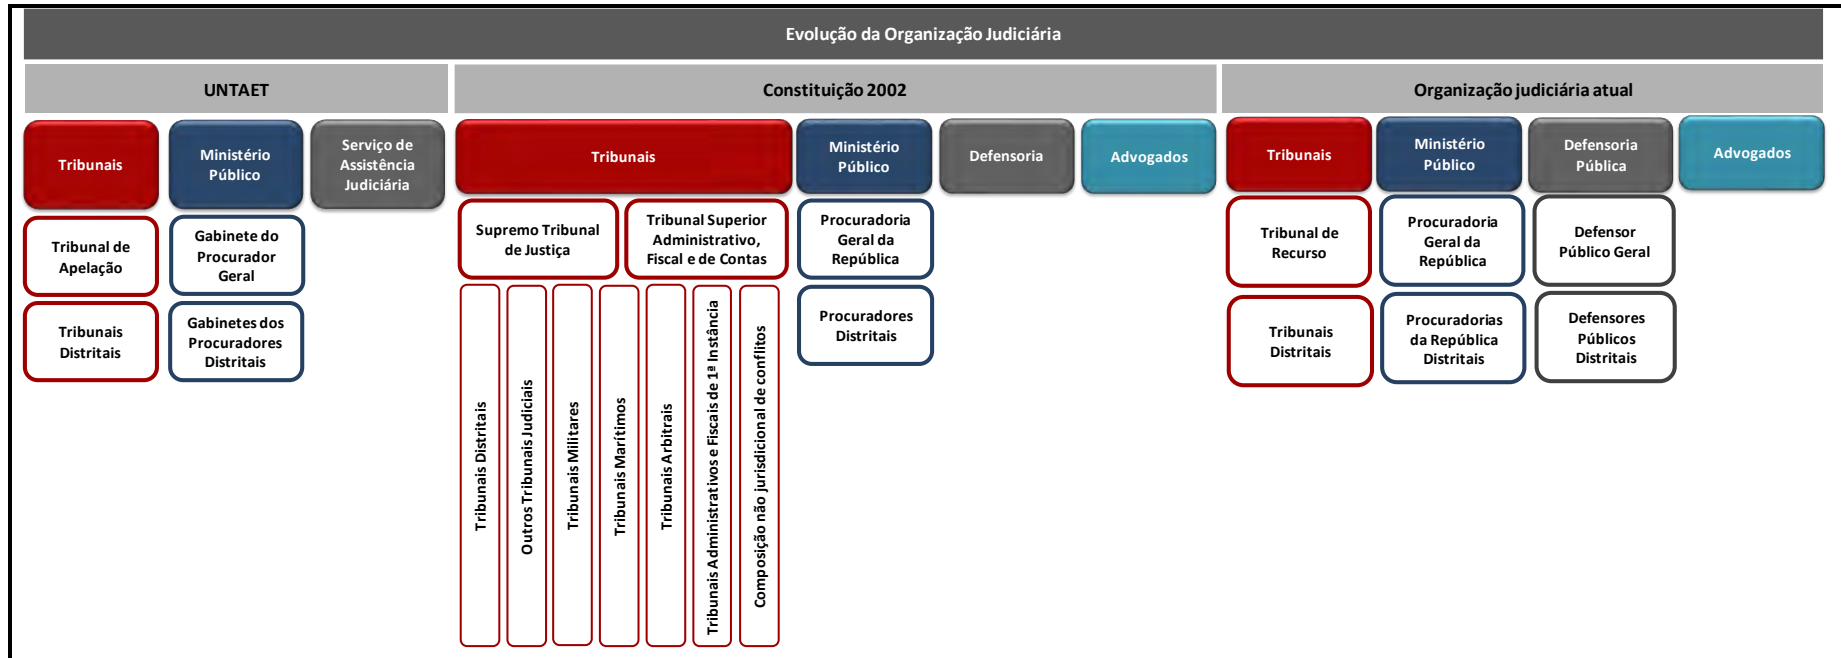 Evolução da Organização Judiciária
UNTAET
Constituição 2002
Organização judiciária atual
Tribunais
Ministério
Público
Serviço de
Assistência
Judiciária
Tribunal de
Apelação
Gabinete do
Procurador
Geral
Tribunais
Distritais
Gabinetes dos
Procuradores
Distritais
Tribunais
Ministério
Público
Defensoria
Advogados
Supremo Tribunal
de Justiça
Tribunal Superior
Administrativo,
Fiscal e de Contas
Procuradoria
Geral da
República
Procuradores
Distritais
Tribunais Distritais
Outros Tribunais Judiciais
Tribunais Militares
Tribunais Marítimos
Tribunais Arbitrais
Tribunais Administrativos e Fiscais de 1ª Instância
Composição não jurisdicional de conflitos
Tribunais
Ministério
Público
Defensoria
Pública
Advogados
Tribunal de
Recurso
Procuradoria
Geral da
República
Defensor
Público Geral
Tribunais
Distritais
Procuradorias
da República
Distritais
Defensores
Públicos
Distritais